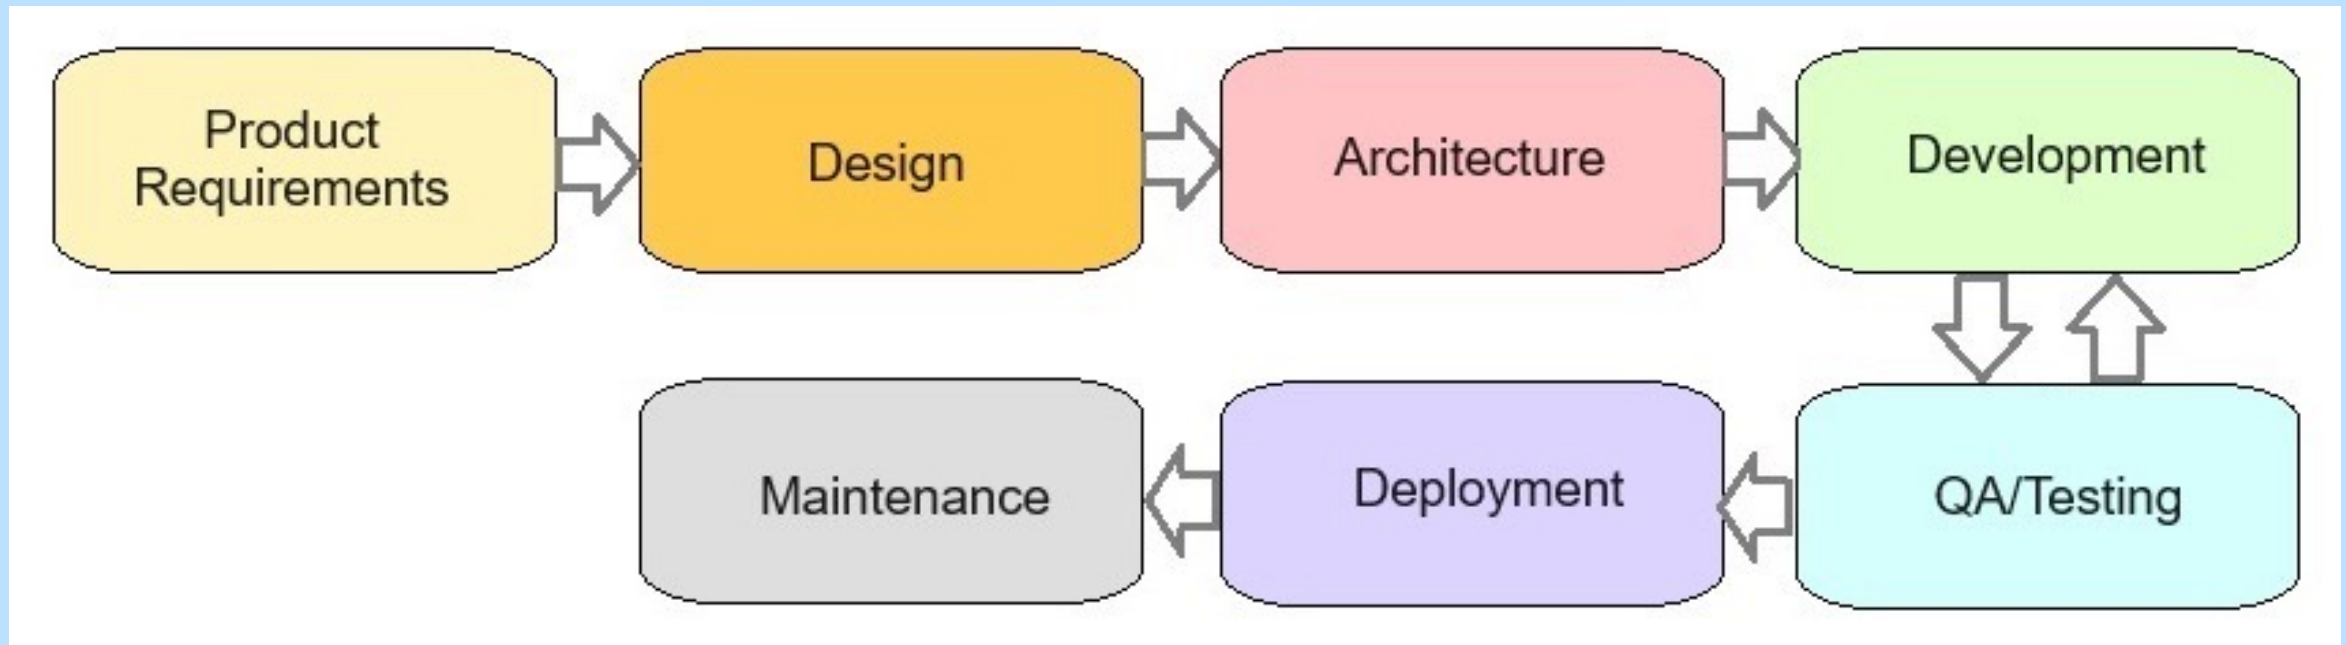 Product
Requirements
Design
Architecture
Development
Maintenance
Deployment
QA/Testing